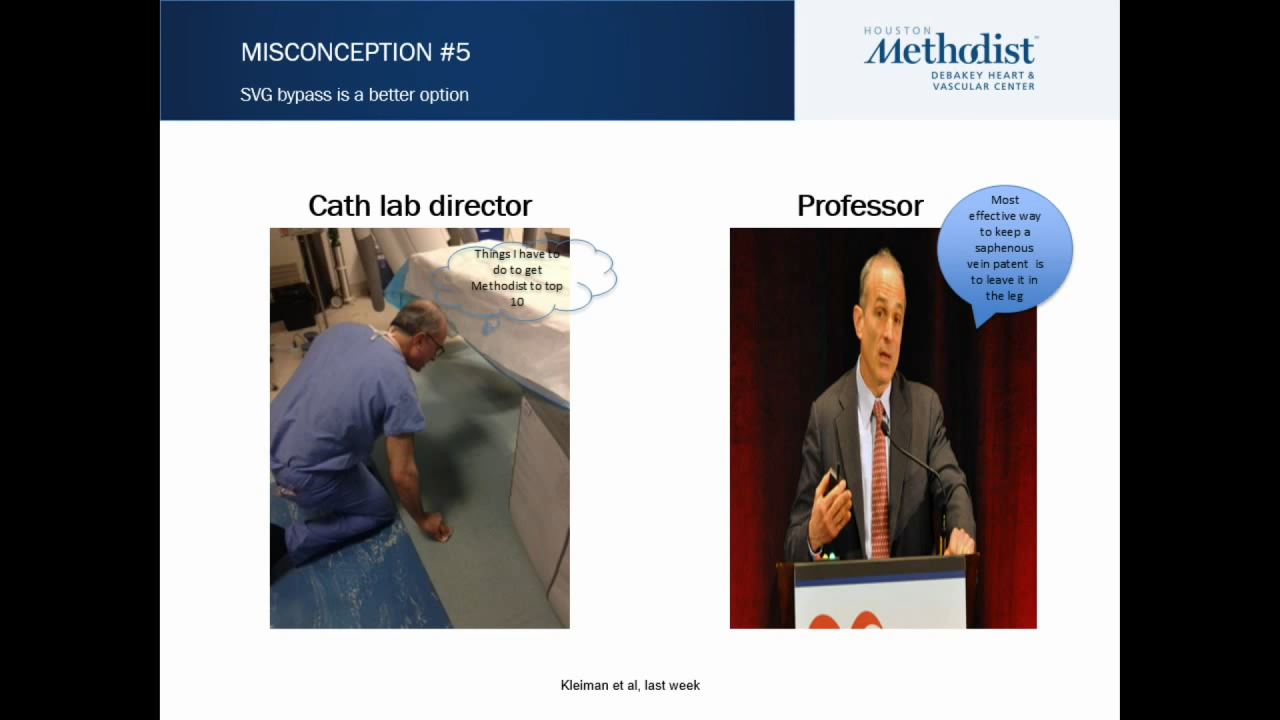 MISCONCEPTION #5
SVG bypass is a better option
HOUSTON
Methodist
DEBAKEY HEART &
VASCULAR CENTER
Cath lab director
Things I have to
do to get
Methodist to top
10
Professor
Most
effective way
to keep a
saphenous
vein patent is
to leave it in
the leg
Kleiman et al, last week